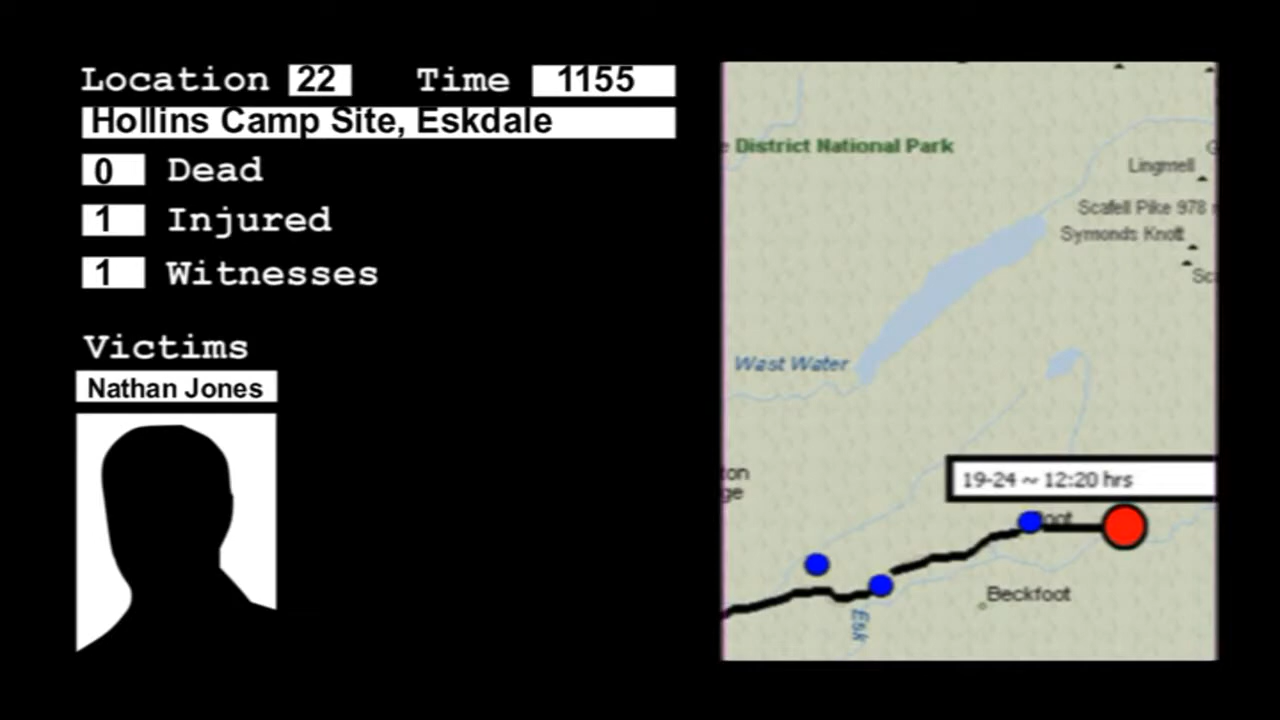 Location 22 Time 1155
Hollins Camp Site, Eskdale
0 Dead
1 Injured
1 Witnesses
Victims
Nathan Jones
District National Park
Lingmell
Scafell Pike 978
Symonds Knott
Wast Water
19-24 ~ 12:20 hrs
Beckfoot
Esk